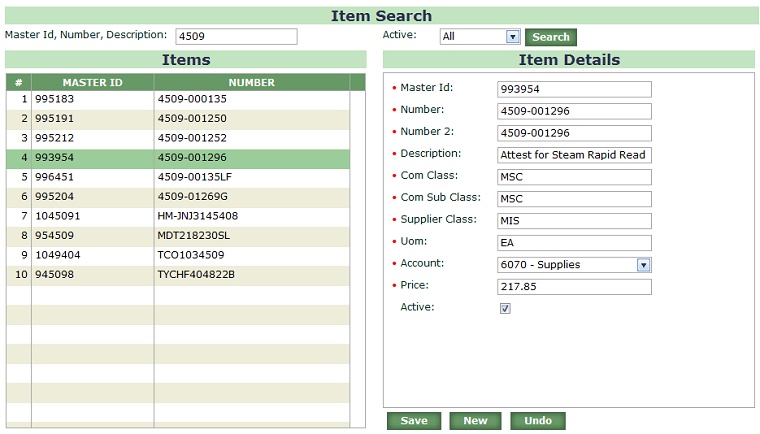 Item Search
Master Id, Number, Description: 4509
Active: All Search
Items
# MASTER ID NUMBER
1 995183 4509-000135
2 995191 4509-001250
3 995212 4509-001252
4 993954 4509-001296
5 996451 4509-00135LF
6 995204 4509-01269G
7 1045091 HM-JNJ3145408
8 954509 MDT218230SL
9 1049404 TCO1034509
10 945098 TYCHF404822B
Item Details
• Master Id: 993954
• Number: 4509-001296
• Number 2: 4509-001296
• Description: Attest for Steam Rapid Read
• Com Class: MSC
• Com Sub Class: MSC
• Supplier Class: MIS
• Uom: EA
• Account: 6070 - Supplies
• Price: 217.85
Active:
Save New Undo